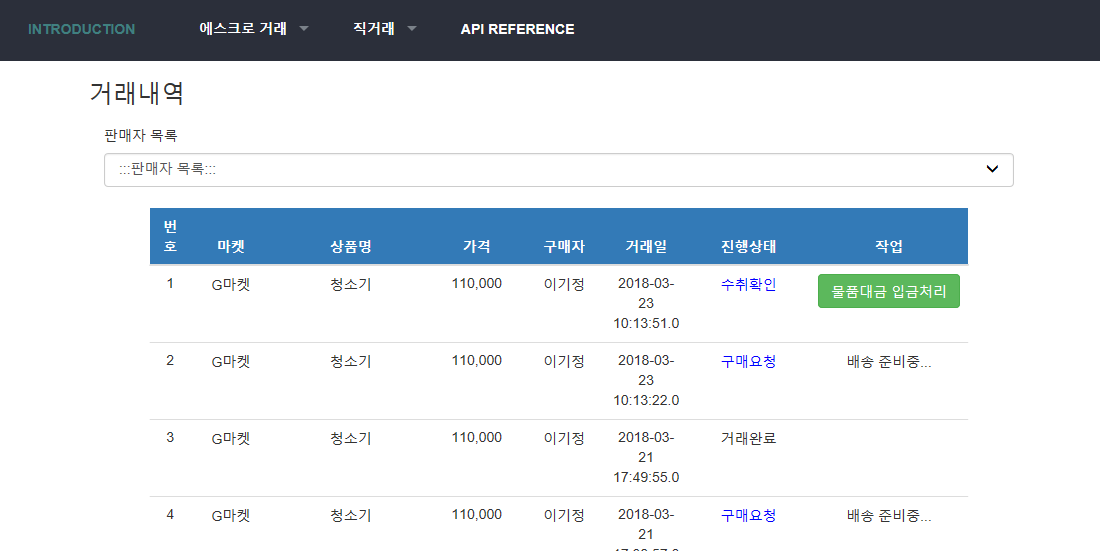 INTRODUCTION 에스크로 거래 직거래 API REFERENCE
거래내역
판매자 목록
:::판매자 목록:::
번호 마켓 상품명 가격 구매자 거래일 진행상태 작업
1 G마켓 청소기 110,000 이기정 2018-03-23 10:13:51.0 수취확인 물품대금 입금처리
2 G마켓 청소기 110,000 이기정 2018-03-23 10:13:22.0 구매요청 배송 준비중...
3 G마켓 청소기 110,000 이기정 2018-03-21 17:49:55.0 거래완료
4 G마켓 청소기 110,000 이기정 2018-03-21 구매요청 배송 준비중...